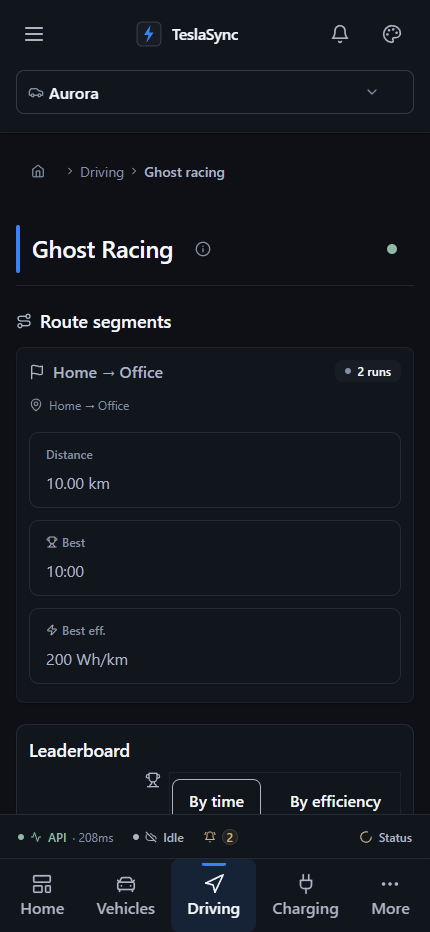 TeslaSync
Aurora
Driving
Ghost racing
Ghost Racing
Route segments
Home → Office
2 runs
Home → Office
Distance
10.00 km
Best
10:00
Best eff.
200 Wh/km
Leaderboard
By time
By efficiency
API · 208ms
Idle
2
Status
Home
Vehicles
Driving
Charging
More